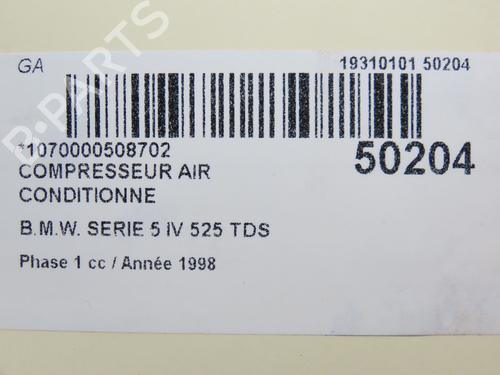 GA
19310101 50204
*1070000508702
50204
COMPRESSEUR AIR
CONDITIONNE
B.M.W. SERIE 5 IV 525 TDS
Phase 1 cc / Année 1998
B-PARTS